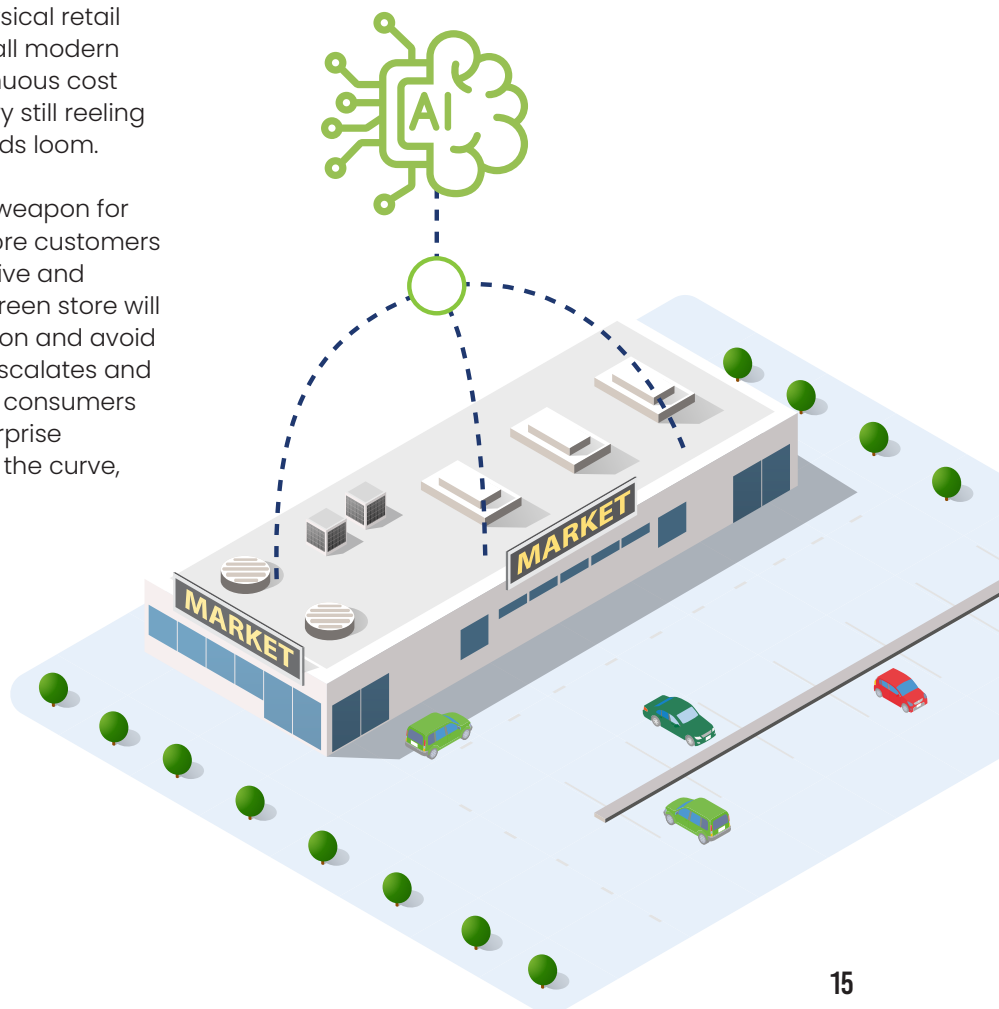 sical retail
all modern
nuous cost
y still reeling
ds loom.
weapon for
ore customers
ive and
reen store will
on and avoid
scalates and
consumers
rprise
the curve,
AI
MARKET
MARKET
15